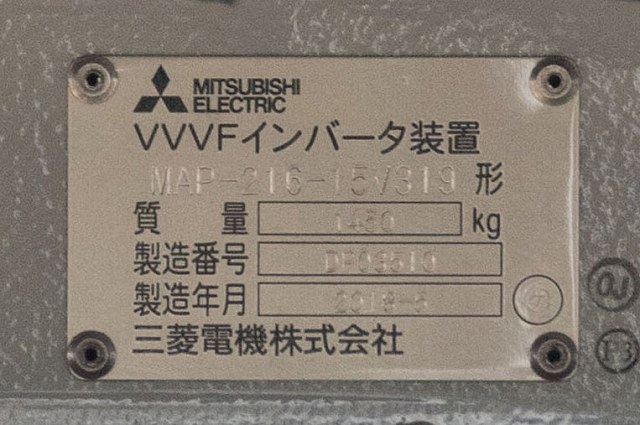 MITSUBISHI
ELECTRIC
VVVFインバータ装置
MAP-216-15V319 形
質 量 kg
製造番号
製造年月
三菱電機株式会社